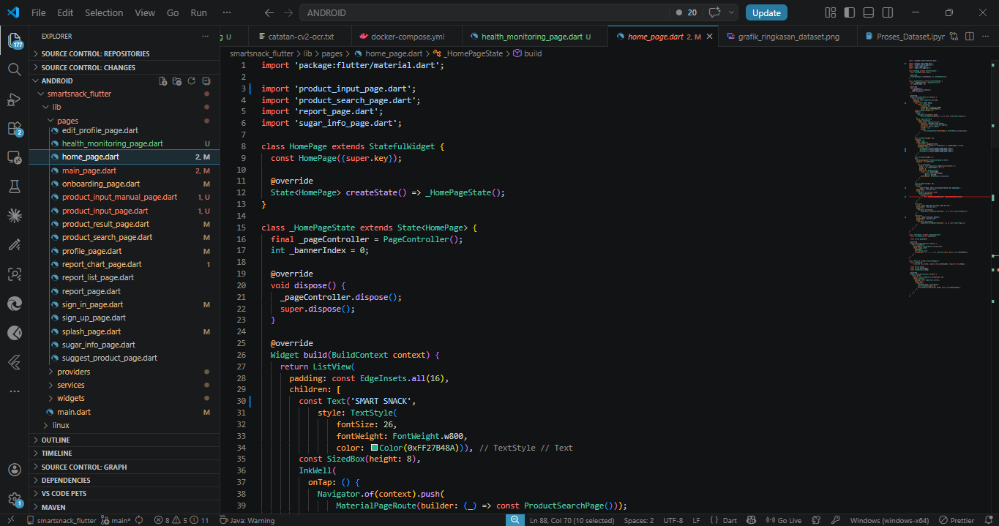 File Edit Selection View Go Run ··· ANDROID 20 Update
EXPLORER ···
SOURCE CONTROL: REPOSITORIES
SOURCE CONTROL: CHANGES
ANDROID
smartsnack_flutter
lib
pages
edit_profile_page.dart
health_monitoring_page.dart U
home_page.dart 2, M
main_page.dart 2, M
onboarding_page.dart M
product_input_manual_page.dart 1, U
product_input_page.dart 1, U
product_result_page.dart M
product_search_page.dart M
profile_page.dart M
report_chart_page.dart 1
report_list_page.dart
report_page.dart
sign_in_page.dart M
sign_up_page.dart
splash_page.dart M
sugar_info_page.dart
suggest_product_page.dart
providers
services
widgets
main.dart M
linux
OUTLINE
TIMELINE
SOURCE CONTROL: GRAPH
DEPENDENCIES
VS CODE PETS
MAVEN
177
2
1
g U catatan-cv2-ocr.txt docker-compose.yml health_monitoring_page.dart U home_page.dart 2, M grafik_ringkasan_dataset.png Proses_Dataset.ipyr ···
smartsnack_flutter > lib > pages > home_page.dart > _HomePageState > build
1 import 'package:flutter/material.dart';
2
3 import 'product_input_page.dart';
4 import 'product_search_page.dart';
5 import 'report_page.dart';
6 import 'sugar_info_page.dart';
7
8 class HomePage extends StatefulWidget {
9 const HomePage({super.key});
10
11 @override
12 State<HomePage> createState() => _HomePageState();
13 }
14
15 class _HomePageState extends State<HomePage> {
16 final _pageController = PageController();
17 int _bannerIndex = 0;
18
19 @override
20 void dispose() {
21 _pageController.dispose();
22 super.dispose();
23 }
24
25 @override
26 Widget build(BuildContext context) {
27 return ListView(
28 padding: const EdgeInsets.all(16),
29 children: [
30 const Text('SMART SNACK',
31 style: TextStyle(
32 fontSize: 26,
33 fontWeight: FontWeight.w800,
34 color: Color(0xFF27B48A))), // TextStyle // Text
35 const SizedBox(height: 8),
36 InkWell(
37 onTap: () {
38 Navigator.of(context).push(
39 MaterialPageRoute(builder: (_) => const ProductSearchPage()));
smartsnack_flutter main* 8 5 11 Java: Warning Ln 88, Col 70 (10 selected) Spaces: 2 UTF-8 LF {} Dart Go Live Windows (windows-x64) Prettier